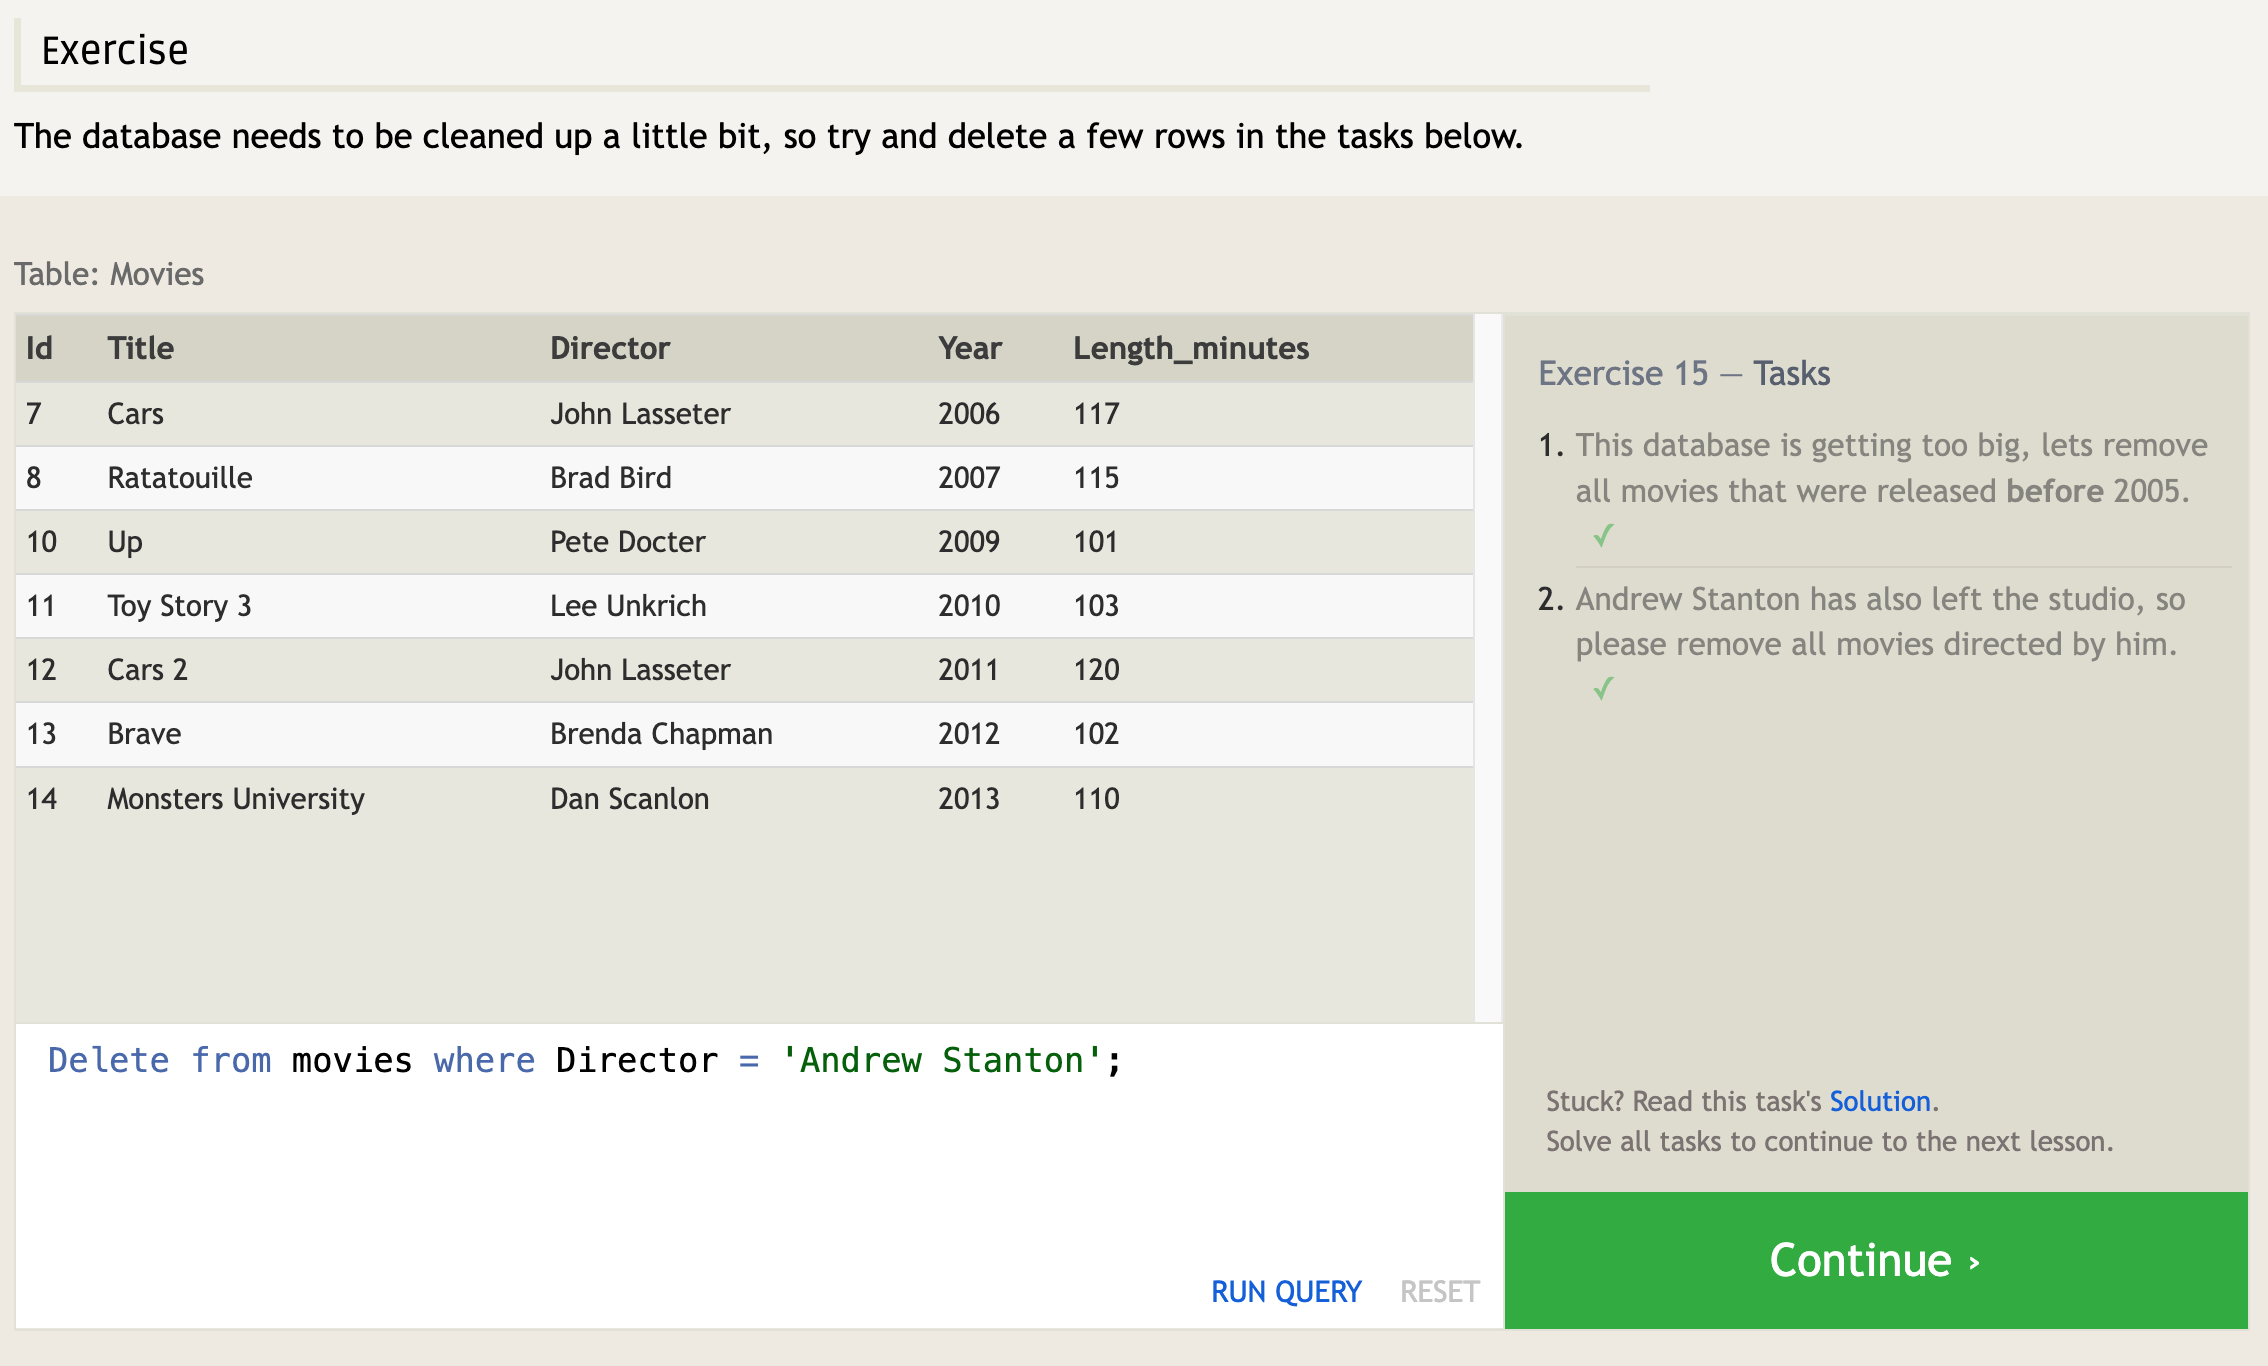 Exercise
The database needs to be cleaned up a little bit, so try and delete a few rows in the tasks below.
Table: Movies
Id Title Director Year Length_minutes
7 Cars John Lasseter 2006 117
8 Ratatouille Brad Bird 2007 115
10 Up Pete Docter 2009 101
11 Toy Story 3 Lee Unkrich 2010 103
12 Cars 2 John Lasseter 2011 120
13 Brave Brenda Chapman 2012 102
14 Monsters University Dan Scanlon 2013 110
Delete from movies where Director = 'Andrew Stanton';
RUN QUERY RESET
Exercise 15 — Tasks
1. This database is getting too big, lets remove
all movies that were released before 2005.
✓
2. Andrew Stanton has also left the studio, so
please remove all movies directed by him.
✓
Stuck? Read this task's Solution.
Solve all tasks to continue to the next lesson.
Continue ›